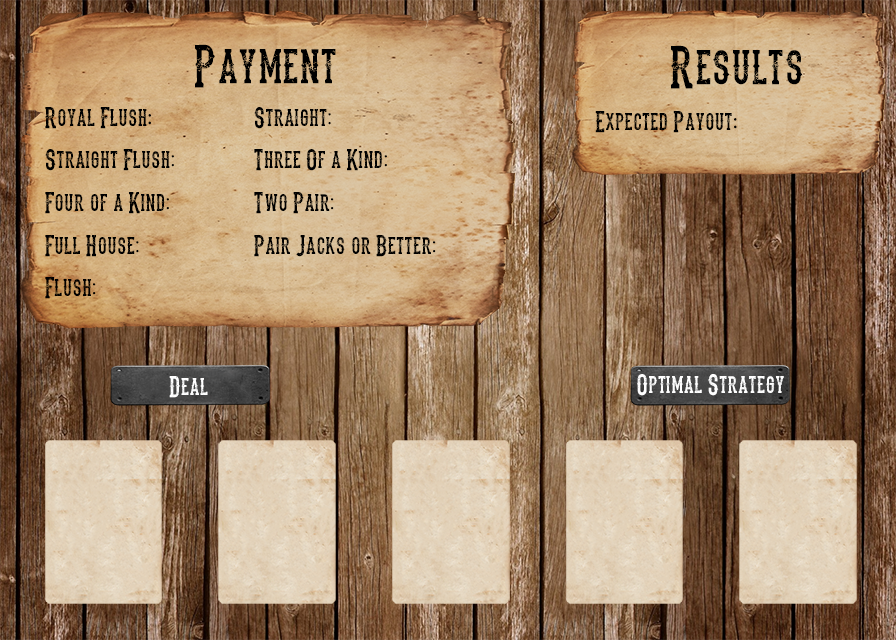 Payment
Royal Flush:
Straight Flush:
Four of a Kind:
Full House:
Flush:
Straight:
Three Of a Kind:
Two Pair:
Pair Jacks or Better:
Results
Expected Payout:
Deal
Optimal Strategy